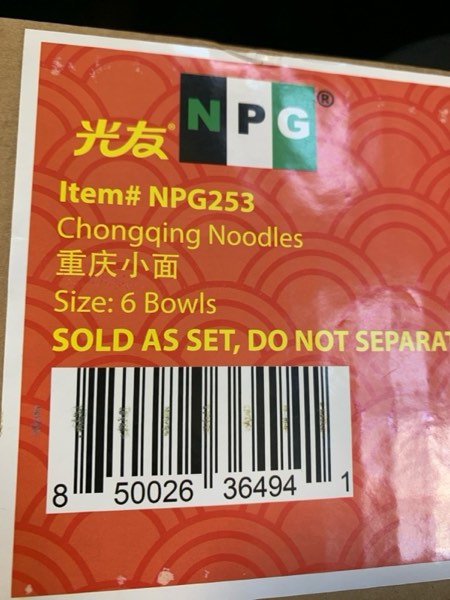 光友® NPG®
Item# NPG253
Chongqing Noodles
重庆小面
Size: 6 Bowls
SOLD AS SET, DO NOT SEPARAT
8 50026 36494 1